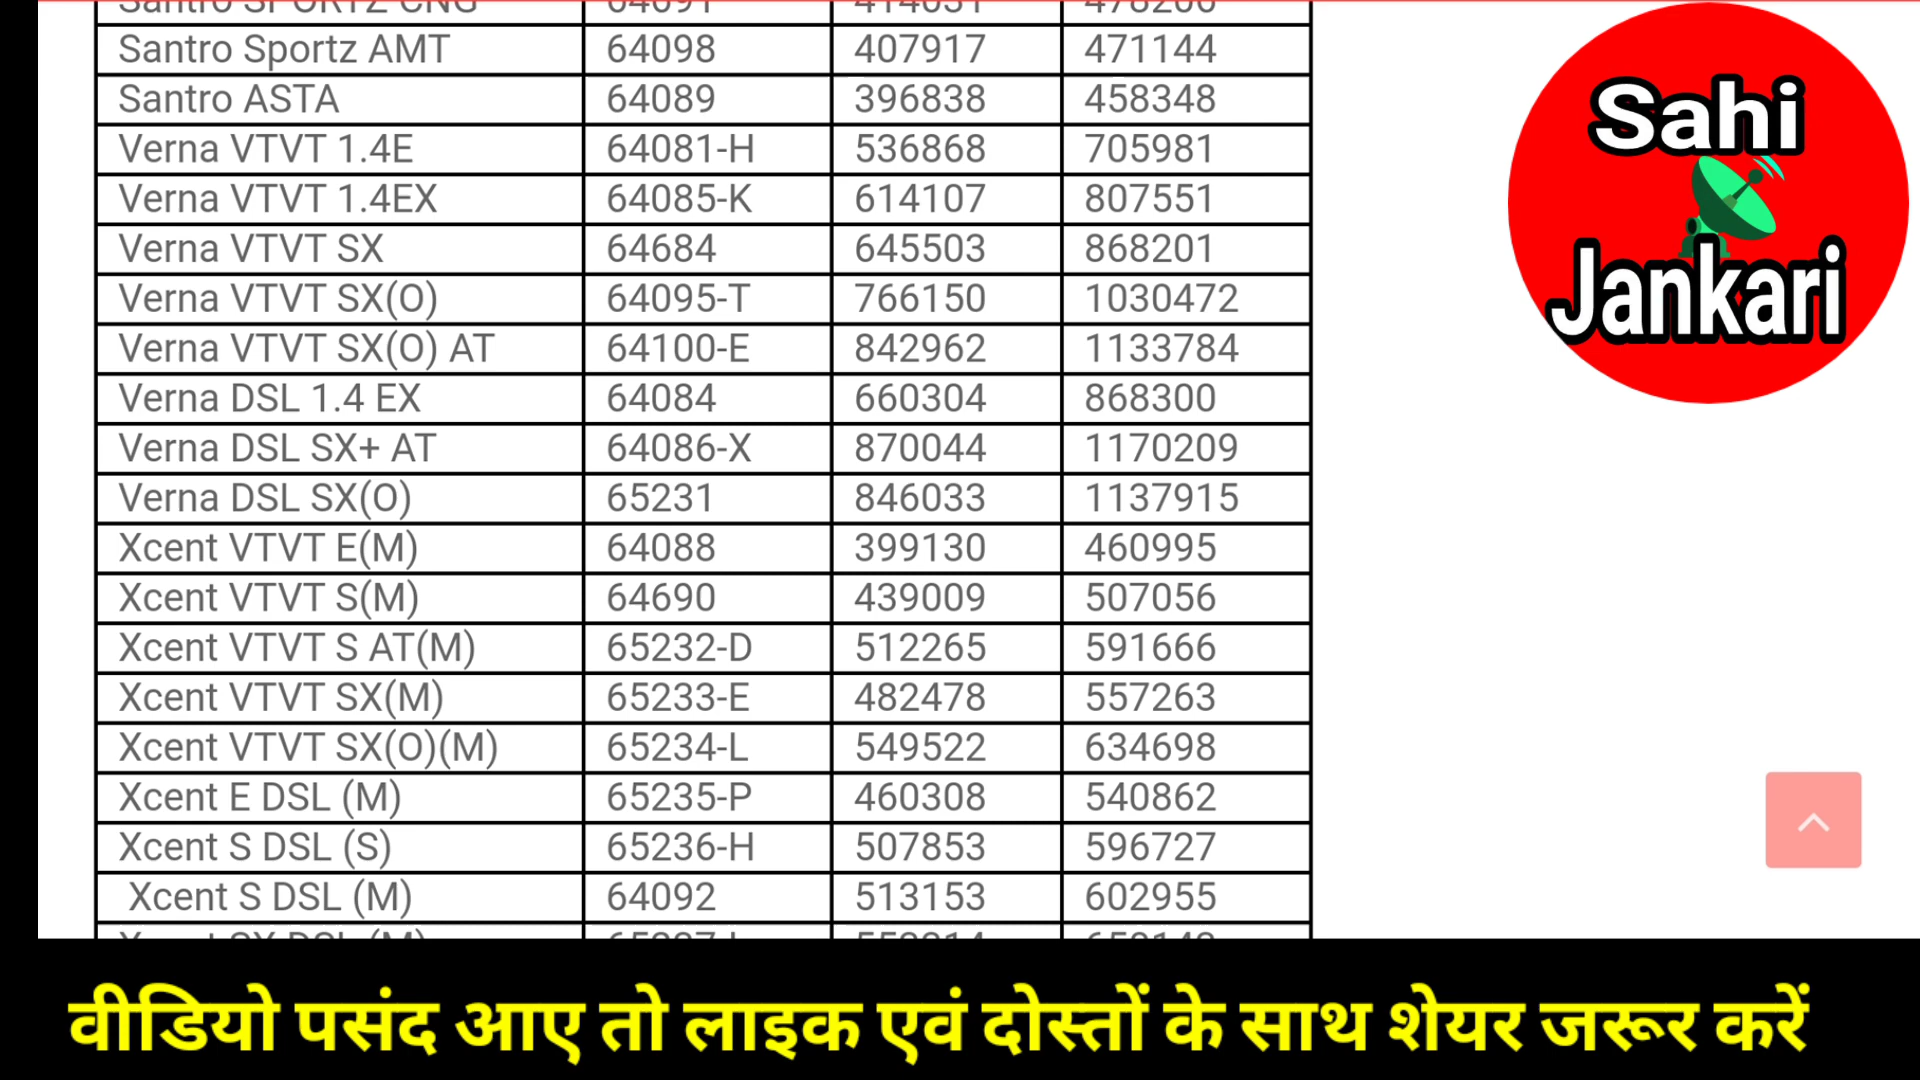 Santro SPORTZ CNG 64091 414031 478200
Santro Sportz AMT 64098 407917 471144
Santro ASTA 64089 396838 458348
Verna VTVT 1.4E 64081-H 536868 705981
Verna VTVT 1.4EX 64085-K 614107 807551
Verna VTVT SX 64684 645503 868201
Verna VTVT SX(O) 64095-T 766150 1030472
Verna VTVT SX(O) AT 64100-E 842962 1133784
Verna DSL 1.4 EX 64084 660304 868300
Verna DSL SX+ AT 64086-X 870044 1170209
Verna DSL SX(O) 65231 846033 1137915
Xcent VTVT E(M) 64088 399130 460995
Xcent VTVT S(M) 64690 439009 507056
Xcent VTVT S AT(M) 65232-D 512265 591666
Xcent VTVT SX(M) 65233-E 482478 557263
Xcent VTVT SX(O)(M) 65234-L 549522 634698
Xcent E DSL (M) 65235-P 460308 540862
Xcent S DSL (S) 65236-H 507853 596727
Xcent S DSL (M) 64092 513153 602955
Sahi
Jankari
वीडियो पसंद आए तो लाइक एवं दोस्तों के साथ शेयर जरूर करें